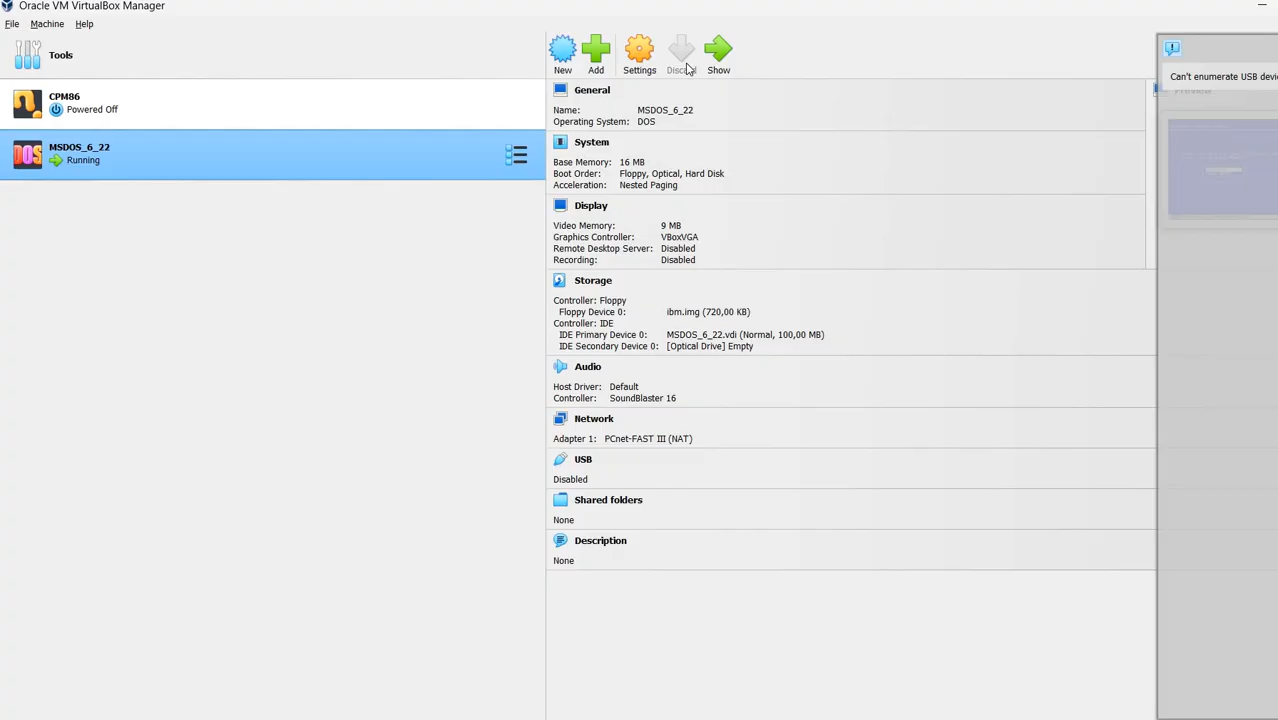 Oracle VM VirtualBox Manager
File Machine Help
Tools
New Add Settings Show
CPM86
Powered Off
MSDOS_6_22
Running
General
Name: MSDOS_6_22
Operating System: DOS
System
Base Memory: 16 MB
Boot Order: Floppy, Optical, Hard Disk
Acceleration: Nested Paging
Display
Video Memory: 9 MB
Graphics Controller: VBoxVGA
Remote Desktop Server: Disabled
Recording: Disabled
Storage
Controller: Floppy
Floppy Device 0: ibm.img (720,00 KB)
Controller: IDE
IDE Primary Device 0: MSDOS_6_22.vdi (Normal, 100,00 MB)
IDE Secondary Device 0: [Optical Drive] Empty
Audio
Host Driver: Default
Controller: SoundBlaster 16
Network
Adapter 1: PCnet-FAST III (NAT)
USB
Disabled
Shared folders
None
Description
None
Can't enumerate USB devi
Preview